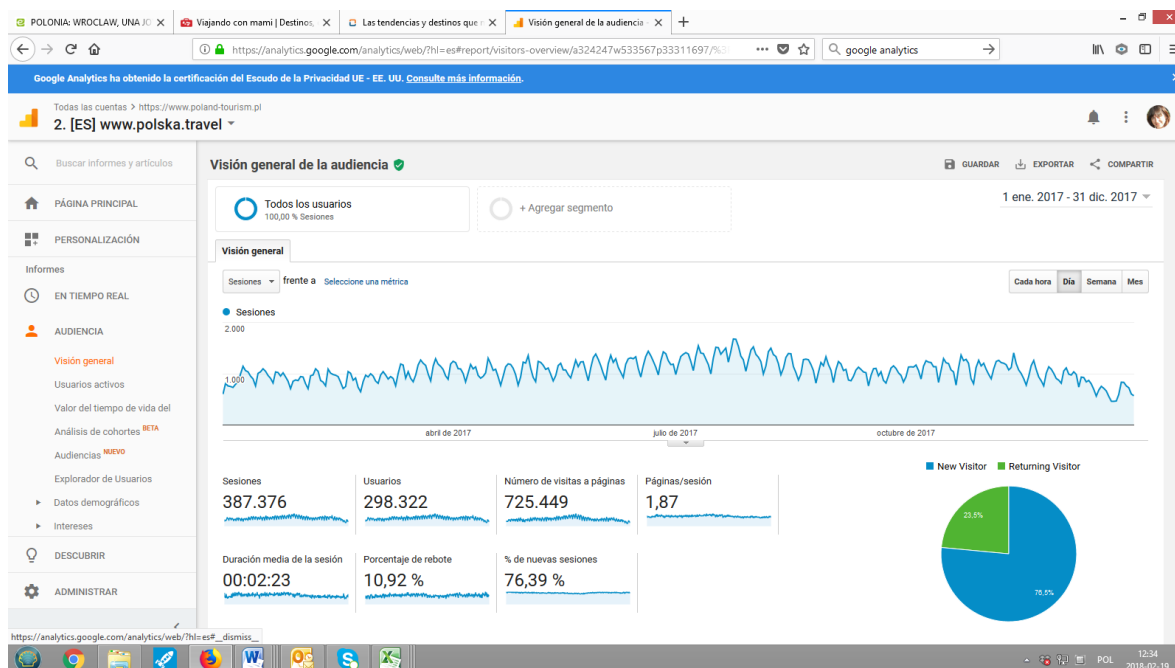 POLONIA: WROCLAW, UNA JO
Viajando con mami | Destinos,
Las tendencias y destinos que
Visión general de la audiencia
https://analytics.google.com/analytics/web/?hl=es#report/visitors-overview/a324247w533567p33311697/%3
google analytics
Google Analytics ha obtenido la certificación del Escudo de la Privacidad UE - EE. UU. Consulte más información.
Todas las cuentas > https://www.poland-tourism.pl
2. [ES] www.polska.travel
Buscar informes y artículos
Visión general de la audiencia
GUARDAR
EXPORTAR
COMPARTIR
PÁGINA PRINCIPAL
PERSONALIZACIÓN
Informes
EN TIEMPO REAL
AUDIENCIA
Visión general
Usuarios activos
Valor del tiempo de vida del
Análisis de cohortes BETA
Audiencias NUEVO
Explorador de Usuarios
Datos demográficos
Intereses
DESCUBRIR
ADMINISTRAR
Todos los usuarios
100,00 % Sesiones
+ Agregar segmento
1 ene. 2017 - 31 dic. 2017
Visión general
Sesiones frente a Seleccione una métrica
Cada hora Día Semana Mes
Sesiones
2.000
1.000
abril de 2017
julio de 2017
octubre de 2017
New Visitor Returning Visitor
Sesiones
387.376
Usuarios
298.322
Número de visitas a páginas
725.449
Páginas/sesión
1,87
Duración media de la sesión
00:02:23
Porcentaje de rebote
10,92 %
% de nuevas sesiones
76,39 %
23,5%
76,5%
https://analytics.google.com/analytics/web/?hl=es#__dismiss__
POL
12:34